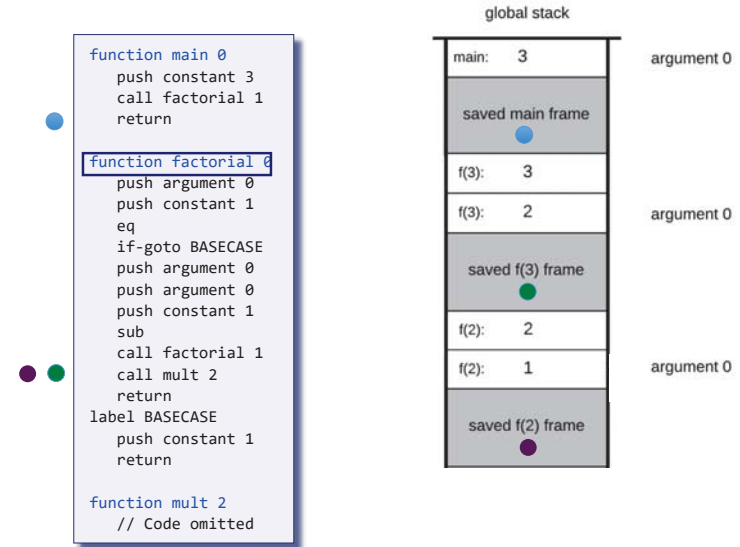 function main 0
push constant 3
call factorial 1
return
function factorial 0
push argument 0
push constant 1
eq
if-goto BASECASE
push argument 0
push argument 0
push constant 1
sub
call factorial 1
call mult 2
return
label BASECASE
push constant 1
return
function mult 2
// Code omitted
global stack
main: 3 argument 0
saved main frame
f(3): 3
f(3): 2 argument 0
saved f(3) frame
f(2): 2
f(2): 1 argument 0
saved f(2) frame